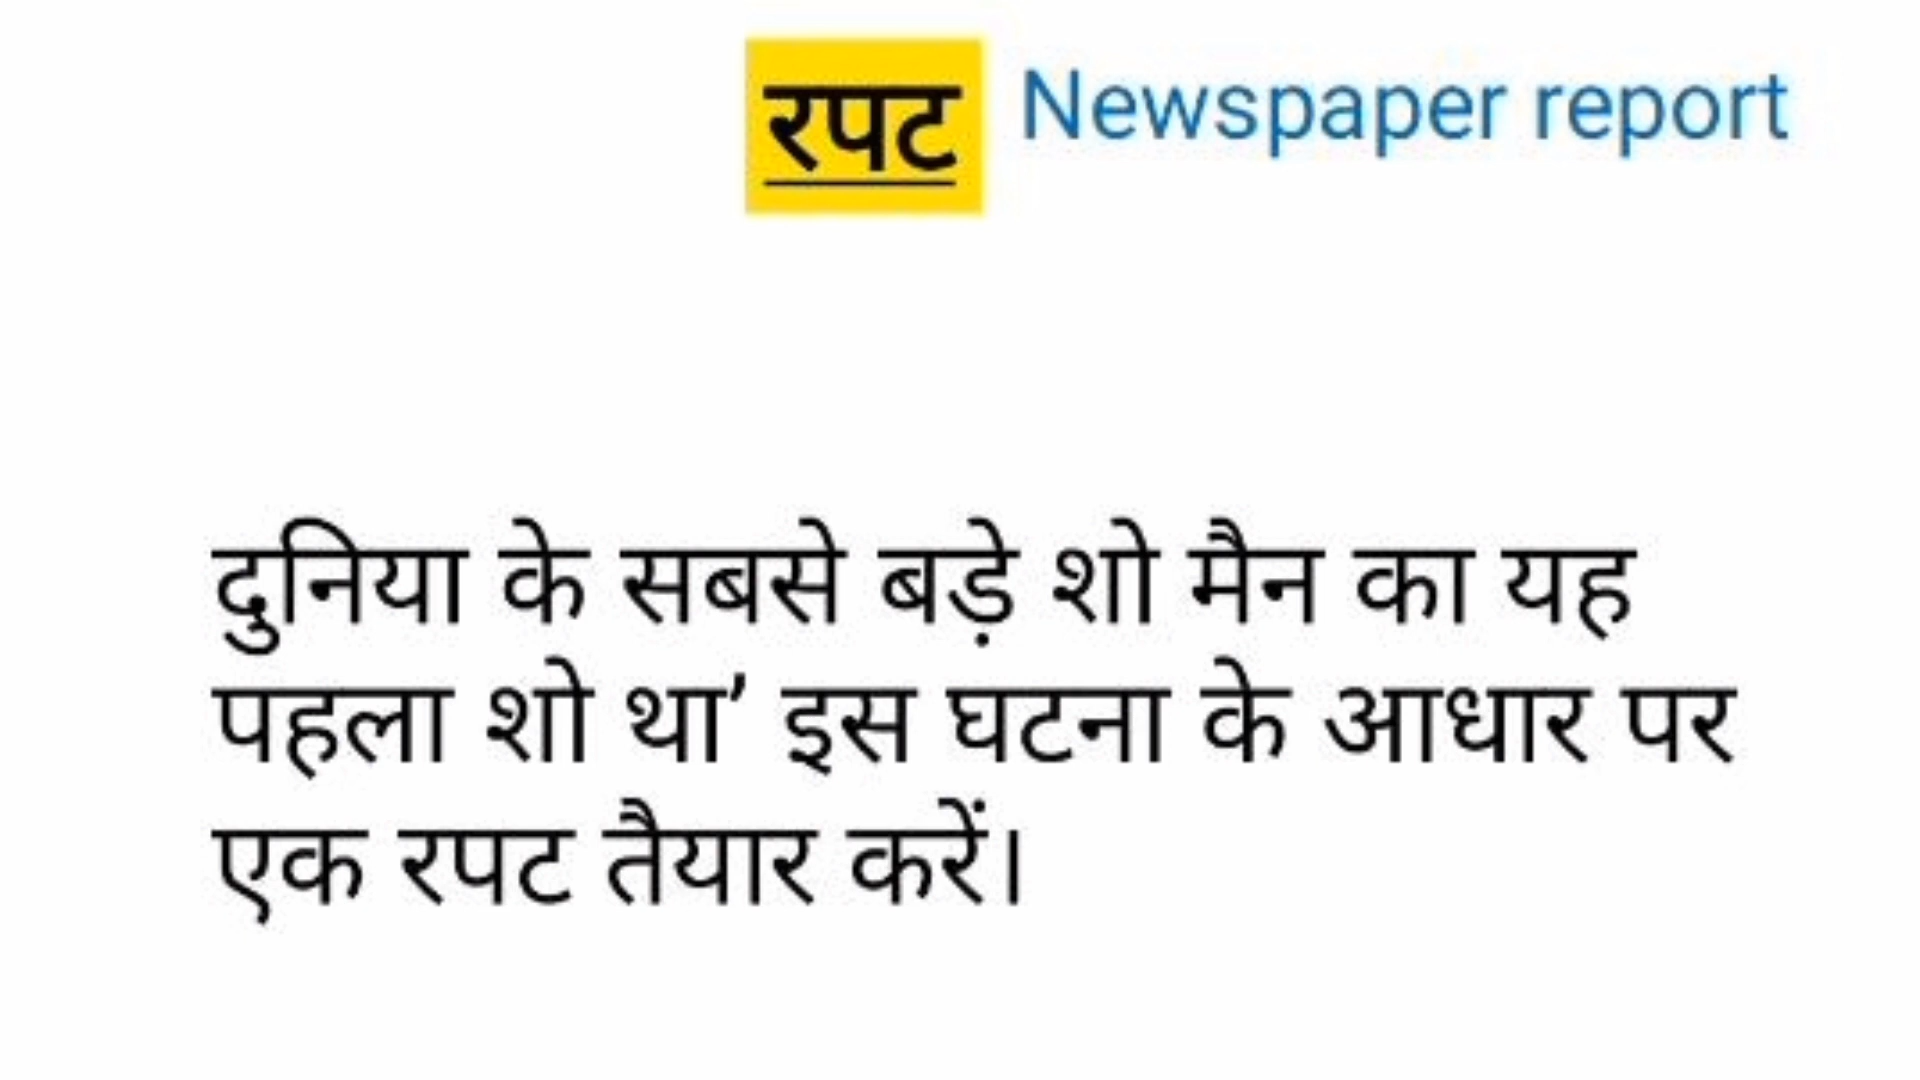 रपट Newspaper report
दुनिया के सबसे बड़े शो मैन का यह
पहला शो था’ इस घटना के आधार पर
एक रपट तैयार करें।